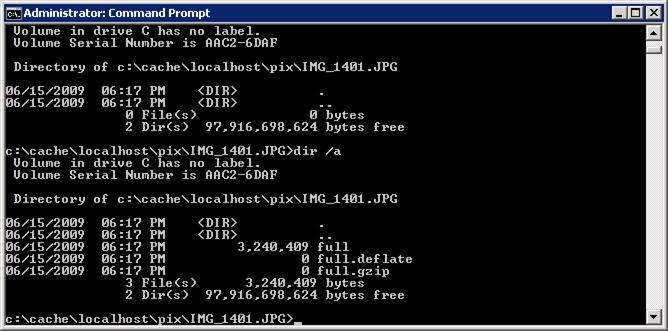 Administrator: Command Prompt
Volume in drive C has no label.
Volume Serial Number is AAC2-6DAF
Directory of c:\cache\localhost\pix\IMG_1401.JPG
06/15/2009  06:17 PM    <DIR>          .
06/15/2009  06:17 PM    <DIR>          ..
0 File(s)              0 bytes
2 Dir(s)  97,916,698,624 bytes free
c:\cache\localhost\pix\IMG_1401.JPG>dir /a
Volume in drive C has no label.
Volume Serial Number is AAC2-6DAF
Directory of c:\cache\localhost\pix\IMG_1401.JPG
06/15/2009  06:17 PM    <DIR>          .
06/15/2009  06:17 PM    <DIR>          ..
06/15/2009  06:17 PM         3,240,409 full
06/15/2009  06:17 PM                 0 full.deflate
06/15/2009  06:17 PM                 0 full.gzip
3 File(s)      3,240,409 bytes
2 Dir(s)  97,916,698,624 bytes free
c:\cache\localhost\pix\IMG_1401.JPG>_